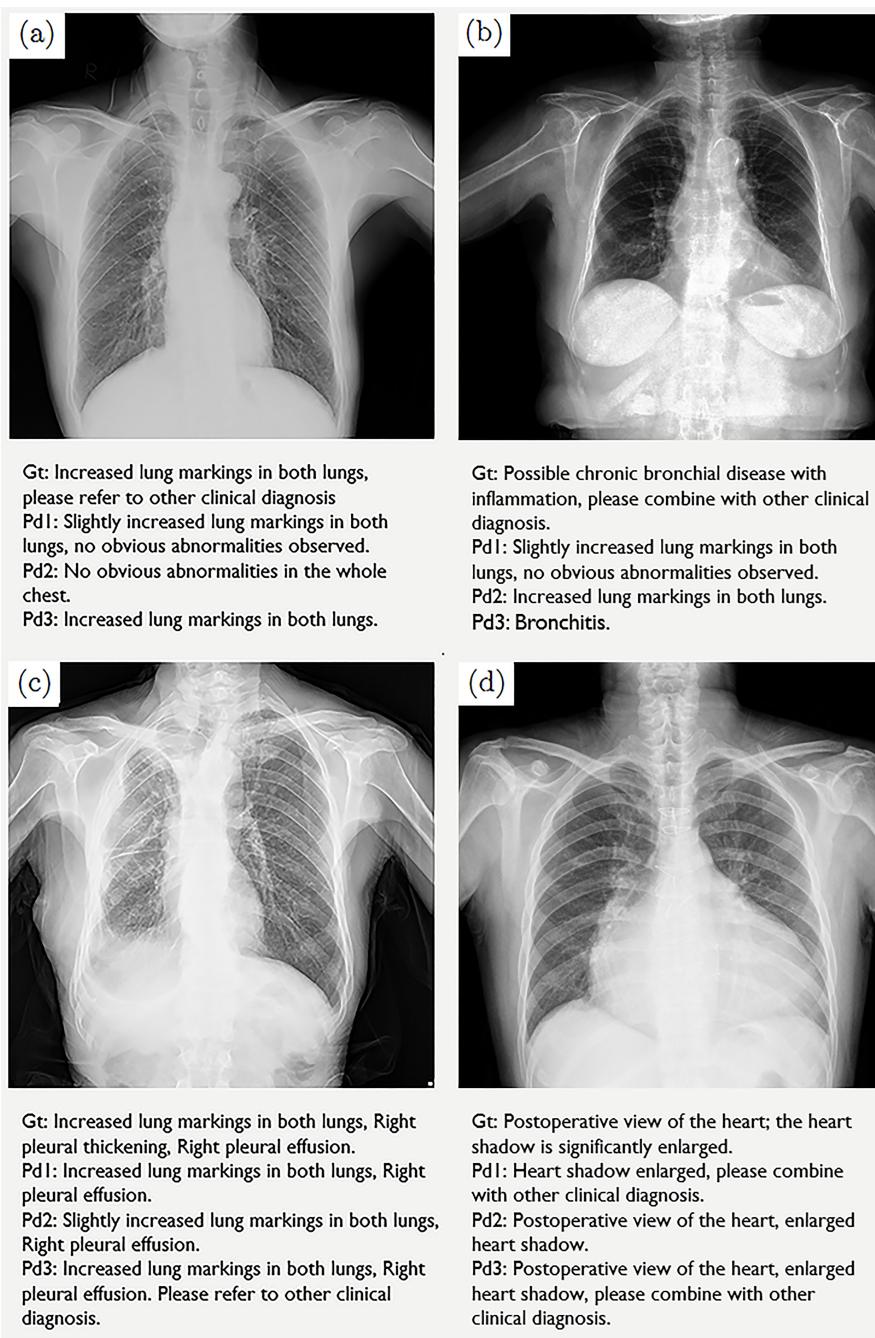 (a)
(b)
R
Gt: Increased lung markings in both lungs,
please refer to other clinical diagnosis
Pd1: Slightly increased lung markings in both
lungs, no obvious abnormalities observed.
Pd2: No obvious abnormalities in the whole
chest.
Pd3: Increased lung markings in both lungs.
Gt: Possible chronic bronchial disease with
inflammation, please combine with other clinical
diagnosis.
Pd1: Slightly increased lung markings in both
lungs, no obvious abnormalities observed.
Pd2: Increased lung markings in both lungs.
Pd3: Bronchitis.
(c)
(d)
Gt: Increased lung markings in both lungs, Right
pleural thickening, Right pleural effusion.
Pd1: Increased lung markings in both lungs, Right
pleural effusion.
Pd2: Slightly increased lung markings in both lungs,
Right pleural effusion.
Pd3: Increased lung markings in both lungs, Right
pleural effusion. Please refer to other clinical
diagnosis.
Gt: Postoperative view of the heart; the heart
shadow is significantly enlarged.
Pd1: Heart shadow enlarged, please combine
with other clinical diagnosis.
Pd2: Postoperative view of the heart, enlarged
heart shadow.
Pd3: Postoperative view of the heart, enlarged
heart shadow, please combine with other
clinical diagnosis.